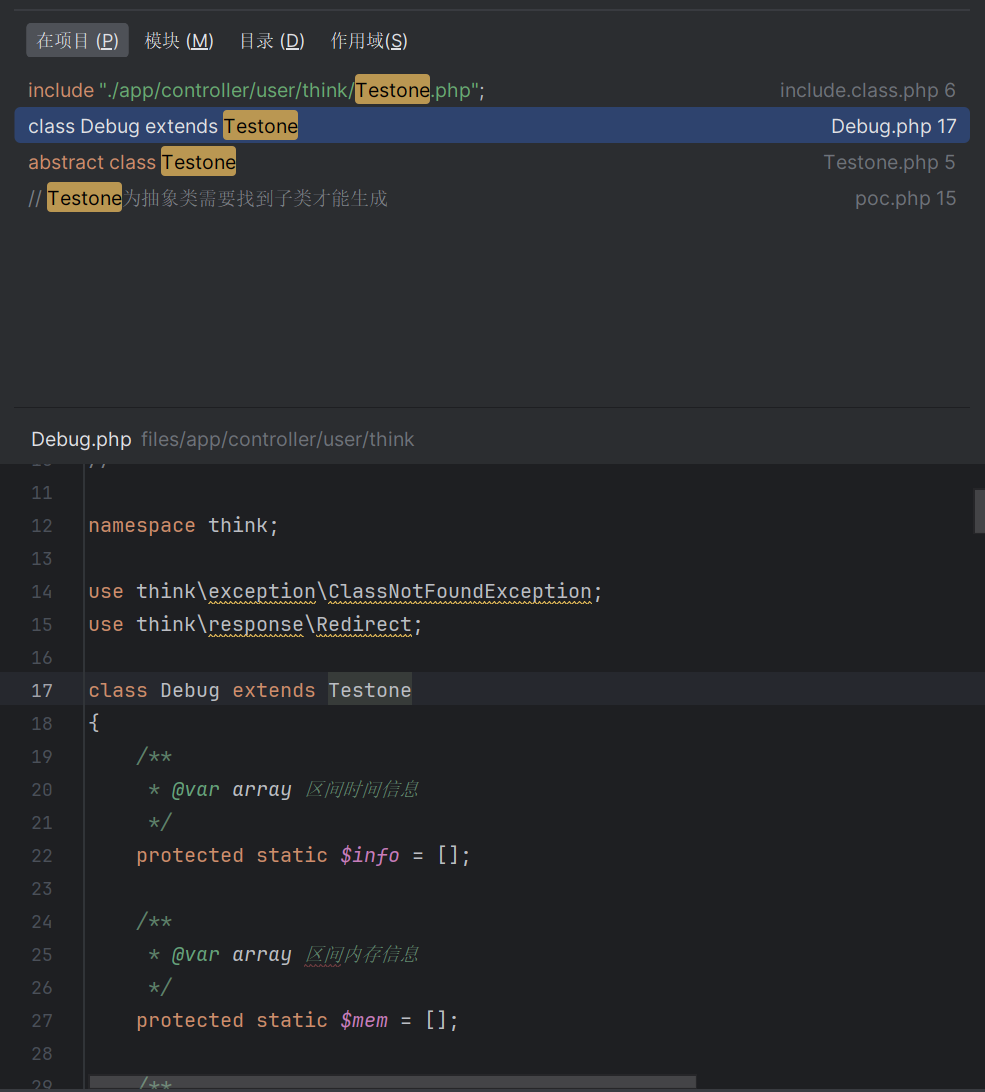 在项目 (P) 模块 (M) 目录 (D) 作用域(S)
include "./app/controller/user/think/Testone.php"; include.class.php 6
class Debug extends Testone Debug.php 17
abstract class Testone Testone.php 5
// Testone为抽象类需要找到子类才能生成 poc.php 15
Debug.php files/app/controller/user/think
11
12 namespace think;
13
14 use think\exception\ClassNotFoundException;
15 use think\response\Redirect;
16
17 class Debug extends Testone
18 {
19 /**
20 * @var array 区间时间信息
21 */
22 protected static $info = [];
23
24 /**
25 * @var array 区间内存信息
26 */
27 protected static $mem = [];
28
29 /**